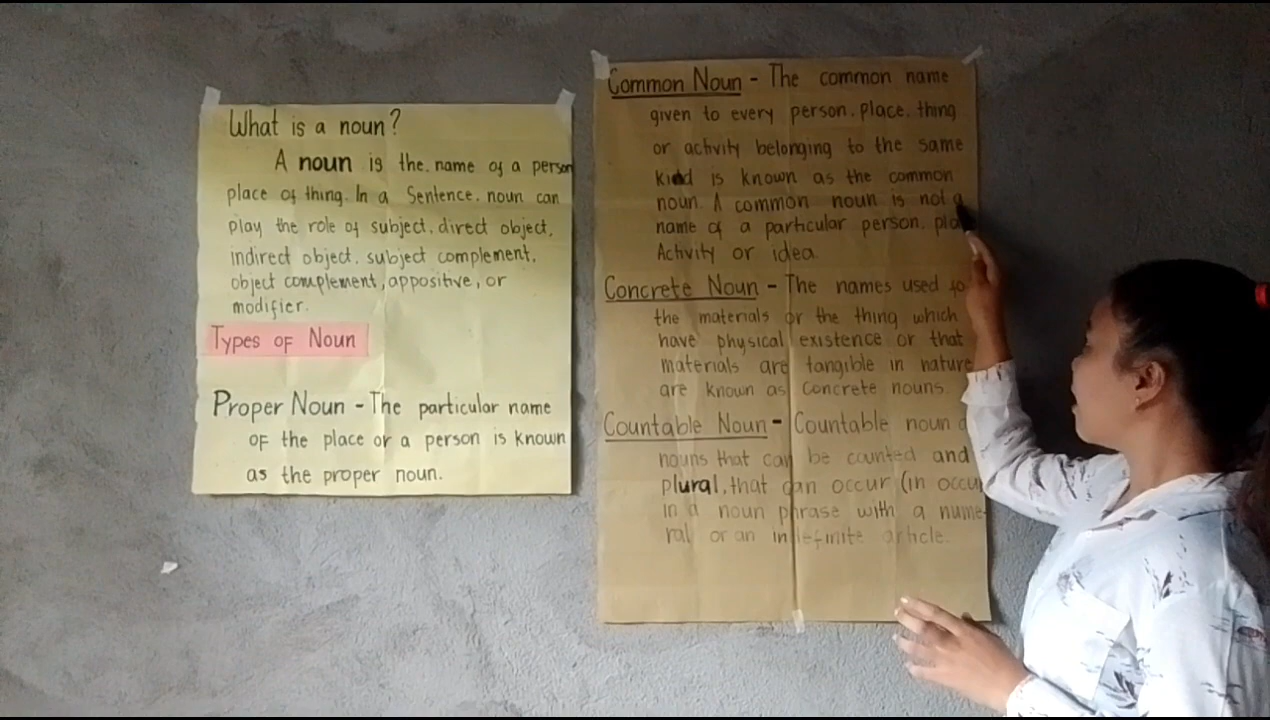 What is a noun?
A noun is the. name of a person
place of thing. In a Sentence. noun can
play the role of subject, direct object,
indirect object. subject complement,
object complement, appositive, or
modifier.
Types of Noun
Proper Noun - The particular name
of the place or a person is known
as the proper noun.
Common Noun - The common name
given to every person. place. thing
or activity belonging to the same
kind is known as the common
noun. A common noun is not a
name of a particular person.
Activity or idea
Concrete Noun - The names used to
the materials or the thing which
have physical existence or that
materials are tangible in nature
are known as Concrete nouns.
Countable Noun - Countable noun
nouns that can be counted and
plural, that can occur (in
in a noun phrase with a nume-
ral or an indefinite article.